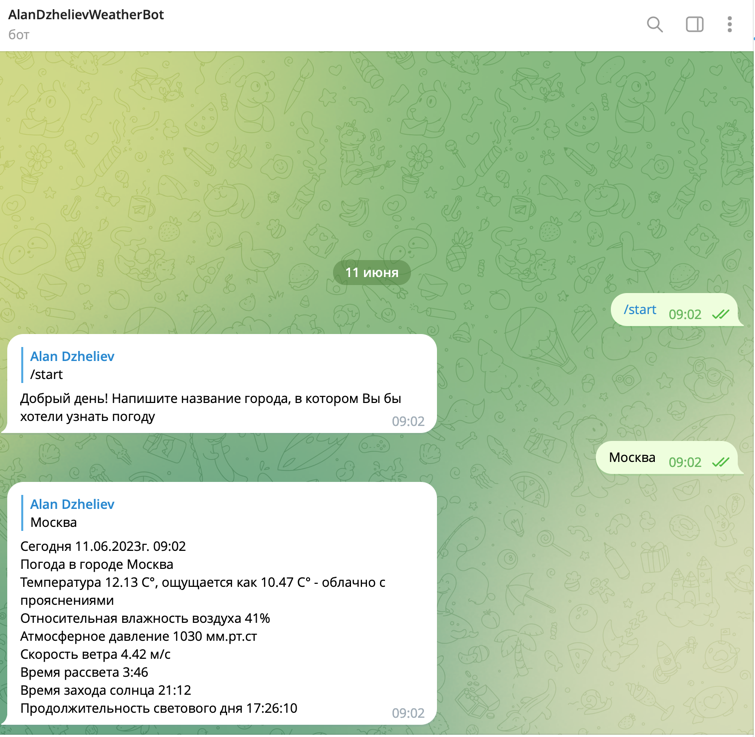 AlanDzhelievWeatherBot
бот
11 июня
/start 09:02
Alan Dzheliev
/start
Добрый день! Напишите название города, в котором Вы бы
хотели узнать погоду
09:02
Москва 09:02
Alan Dzheliev
Москва
Сегодня 11.06.2023г. 09:02
Погода в городе Москва
Температура 12.13 C°, ощущается как 10.47 C° - облачно с
прояснениями
Относительная влажность воздуха 41%
Атмосферное давление 1030 мм.рт.ст
Скорость ветра 4.42 м/с
Время рассвета 3:46
Время захода солнца 21:12
Продолжительность светового дня 17:26:10
09:02